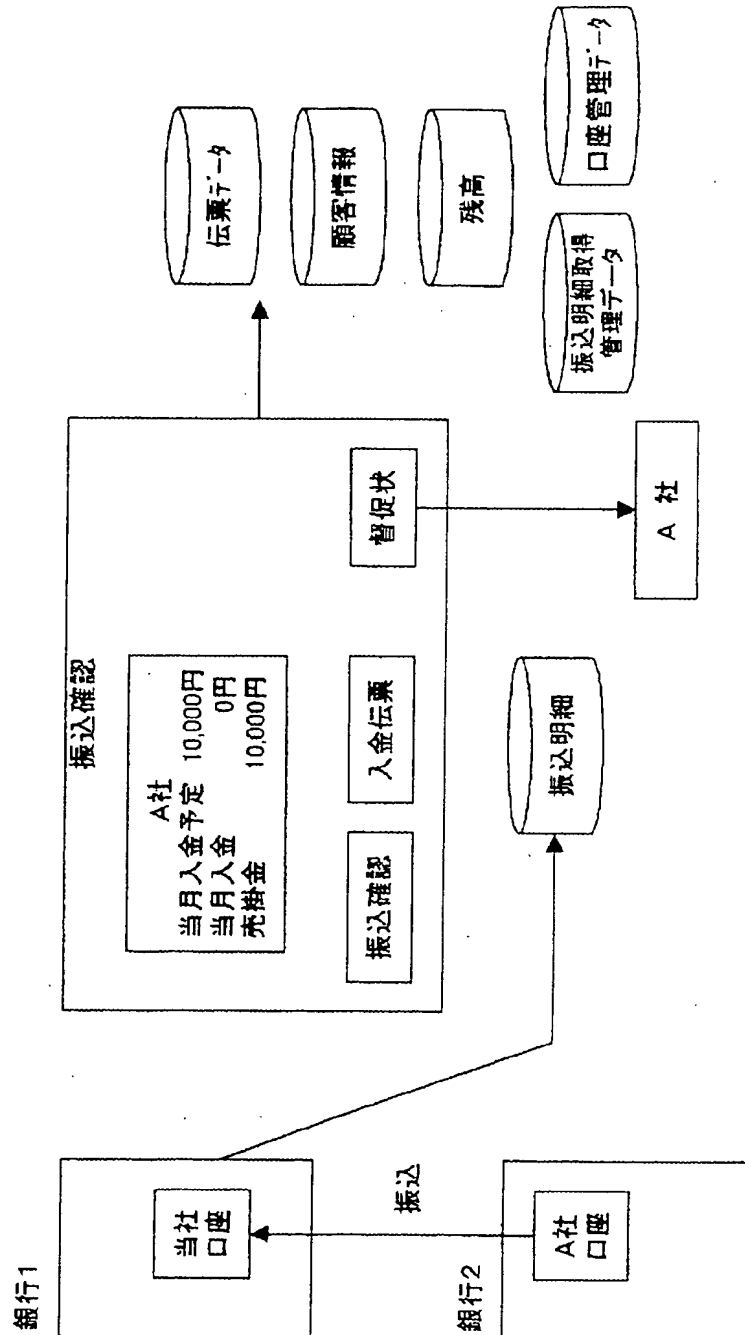 銀行1
当社
口座
振込
銀行2
A社
口座
振込確認
A社
当月入金予定 10,000円
当月入金 0円
売掛金 10,000円
振込確認
入金伝票
督促状
振込明細
A 社
伝票データ
顧客情報
残高
振込明細取得
管理データ
口座管理データ